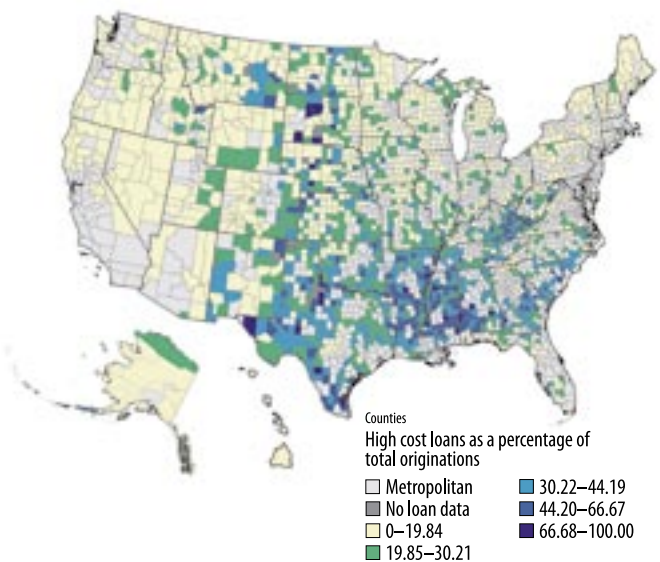 Counties
High cost loans as a percentage of
total originations
Metropolitan
No loan data
0–19.84
19.85–30.21
30.22–44.19
44.20–66.67
66.68–100.00